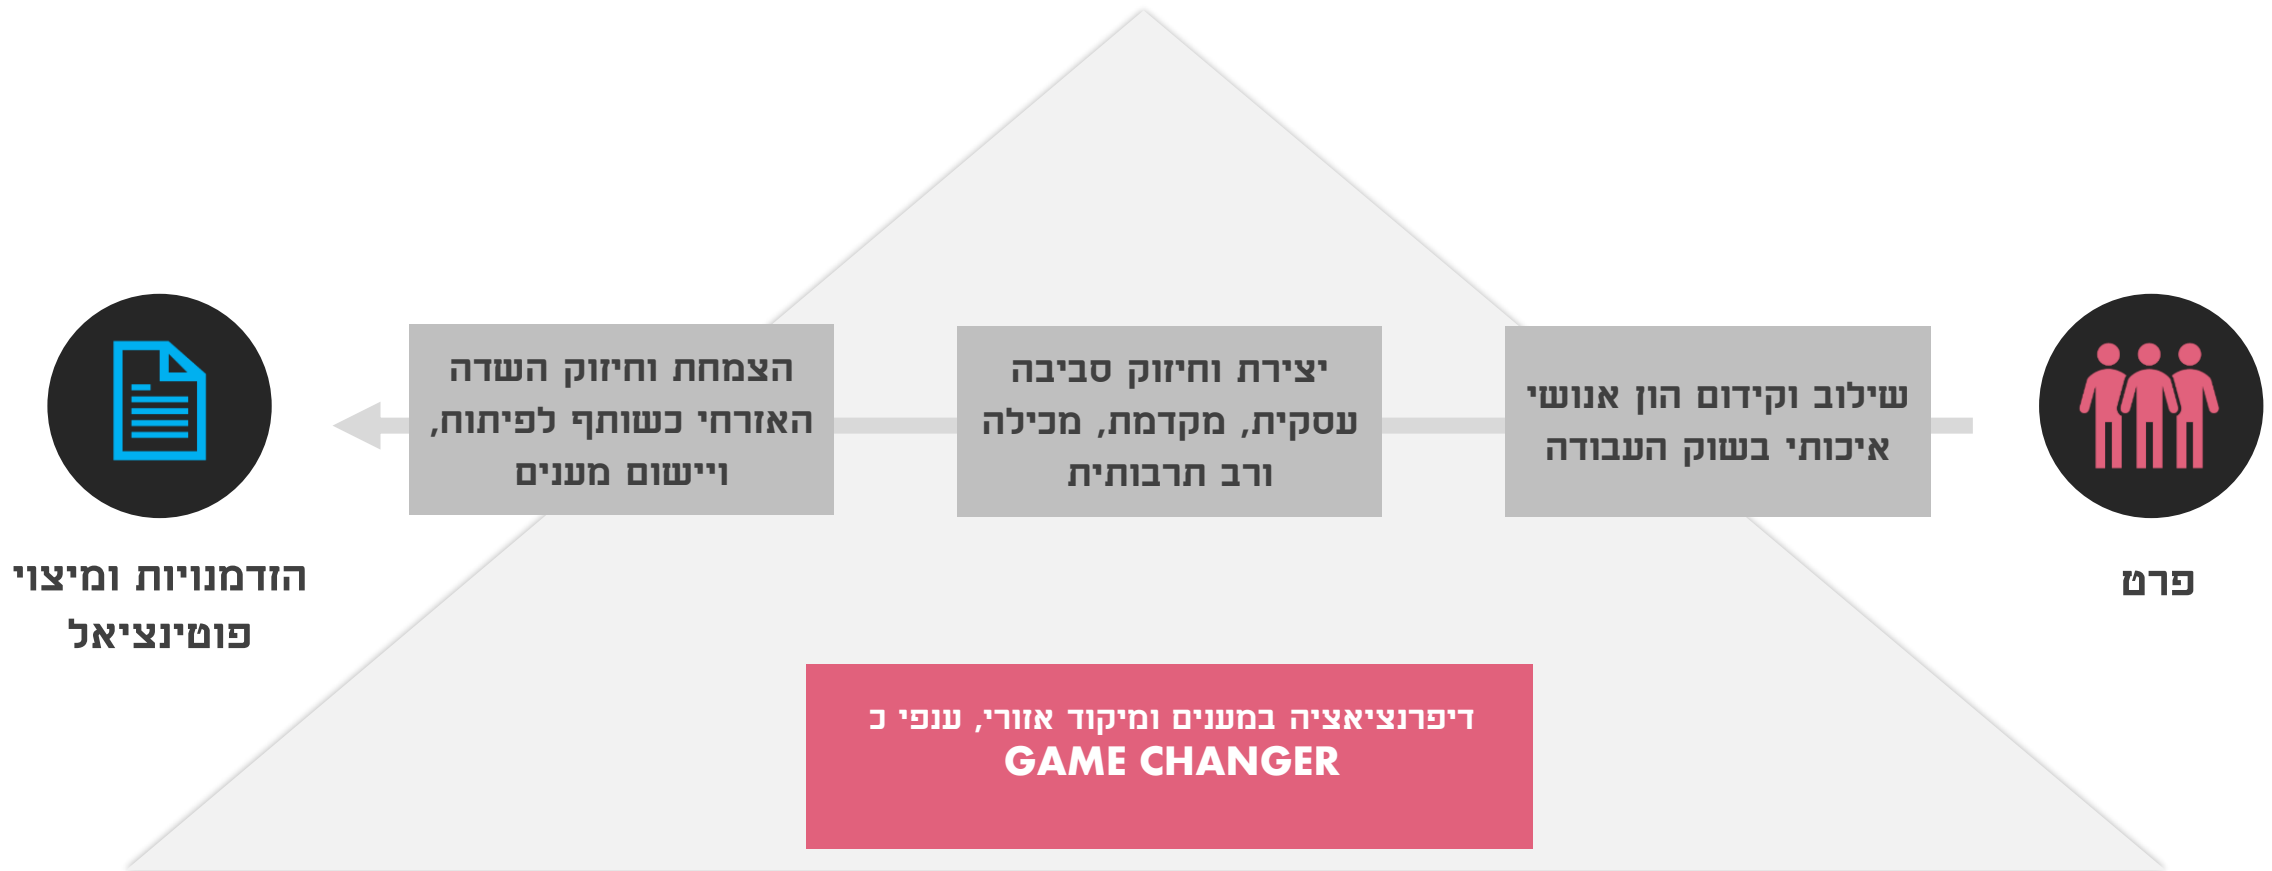 פרט
שילוב וקידום הון אנושי
איכותי בשוק העבודה
יצירת וחיזוק סביבה
עסקית, מקדמת, מכילה
ורב תרבותית
הצמחת וחיזוק השדה
האזרחי כשותף לפיתוח,
ויישום מענים
הזדמנויות ומיצוי
פוטינציאל
דיפרנציאציה במענים ומיקוד אזורי, ענפי כ
GAME CHANGER